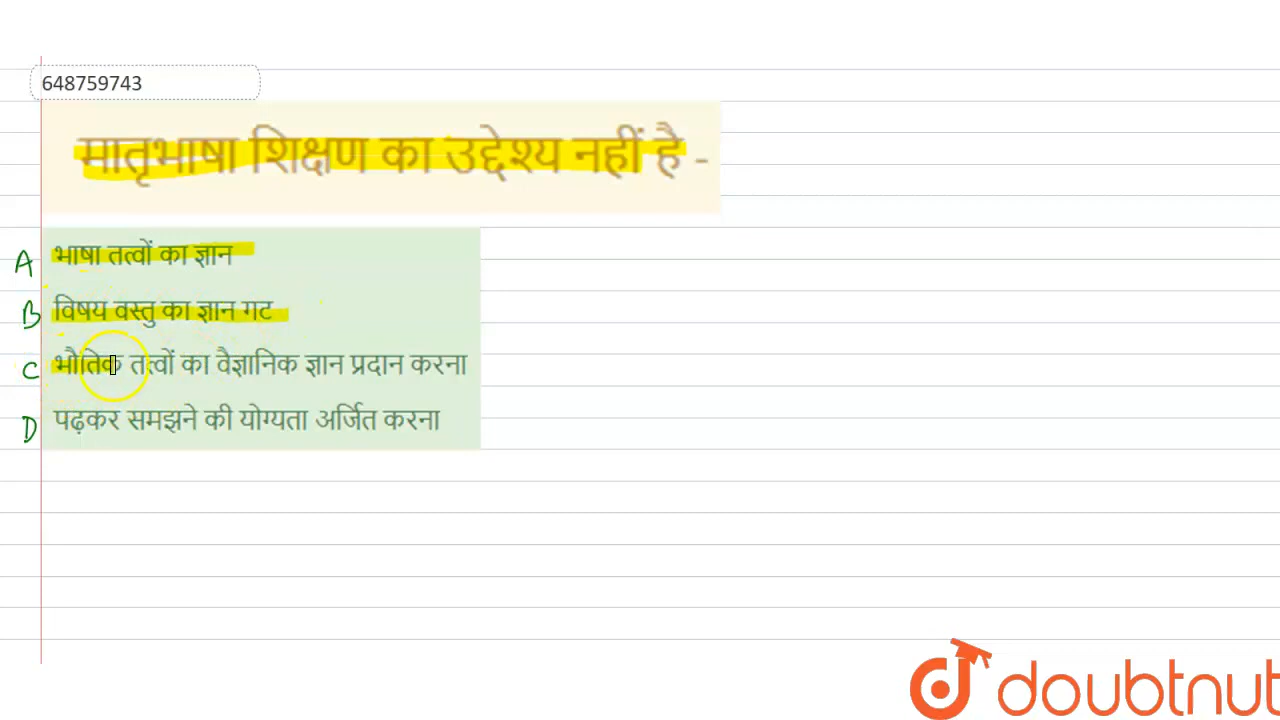 648759743
मातृभाषा शिक्षण का उद्देश्य नहीं है -
A भाषा तत्वों का ज्ञान
B विषय वस्तु का ज्ञान गट
C भौतिक तत्वों का वैज्ञानिक ज्ञान प्रदान करना
D पढ़कर समझने की योग्यता अर्जित करना
doubtnut